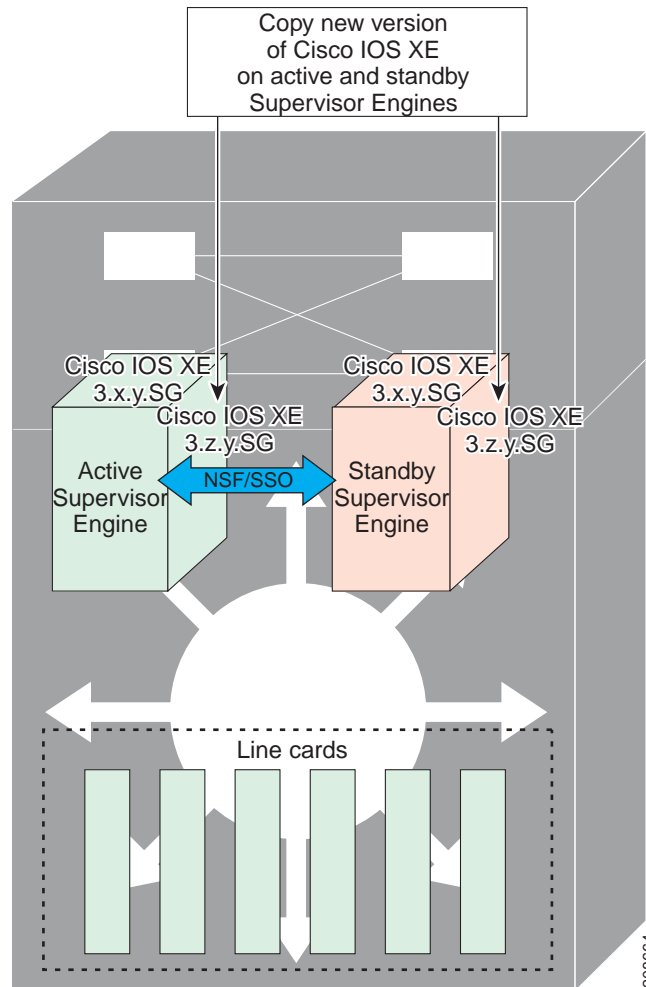 Copy new version
of Cisco IOS XE
on active and standby
Supervisor Engines
Cisco IOS XE
3.x.y.SG
Cisco IOS XE
3.z.y.SG
Cisco IOS XE
3.x.y.SG
Cisco IOS XE
3.z.y.SG
Active
Supervisor
Engine
NSF/SSO
Standby
Supervisor
Engine
Line cards